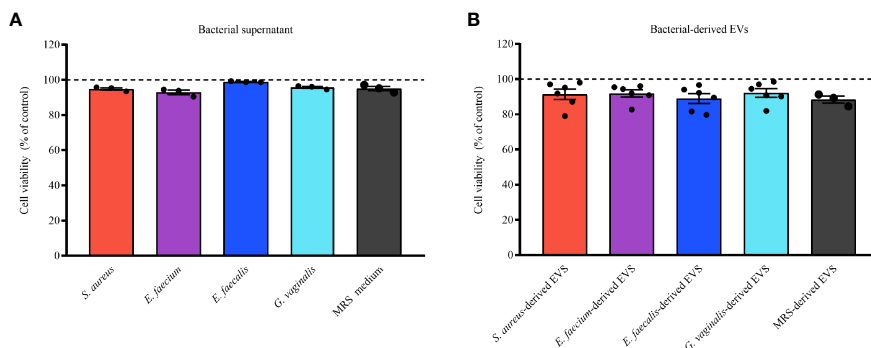 A
Bacterial supernatant
Cell viability (% of control)
120
100
80
60
40
20
0
S. aureus
E. faecium
E. faecalis
G. vaginalis
MRS medium
B
Bacterial-derived EVs
Cell viability (% of control)
120
100
80
60
40
20
0
S. aureus-derived EVS
E. faecium-derived EVS
E. faecalis-derived EVS
G. vaginalis-derived EVS
MRS-derived EVS